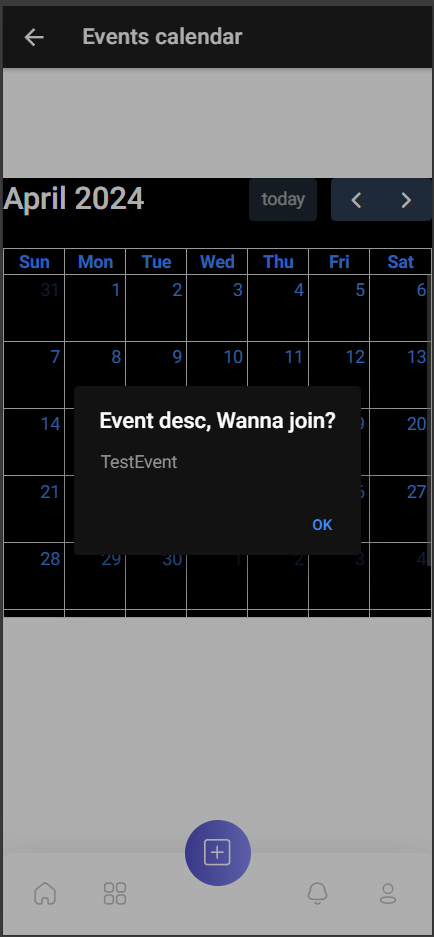 Events calendar
April 2024
today
Sun Mon Tue Wed Thu Fri Sat
31 1 2 3 4 5 6
7 8 9 10 11 12 13
14 20
Event desc, Wanna join?
TestEvent
21 27
OK
28 29 30 1 2 3 4